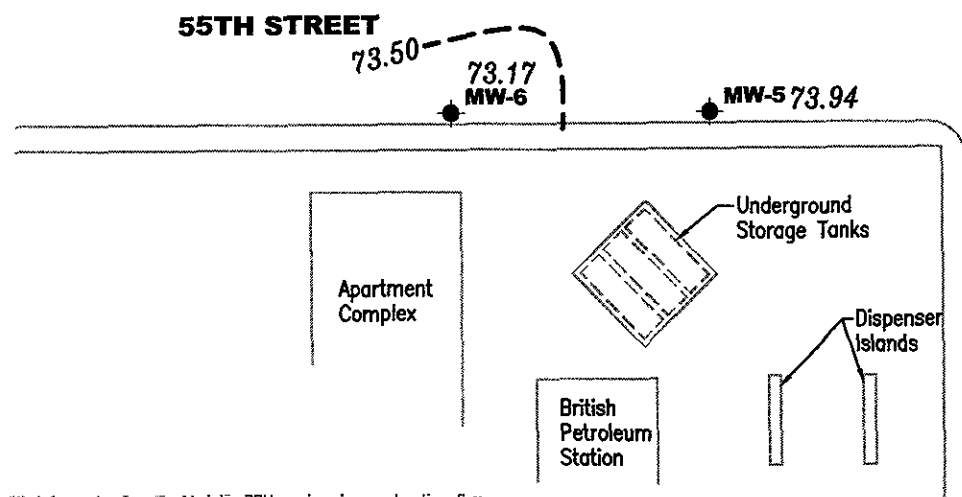 55TH STREET
73.50
73.17
MW-6
MW-5 73.94
Underground
Storage Tanks
Apartment
Complex
Dispenser
Islands
British
Petroleum
Station